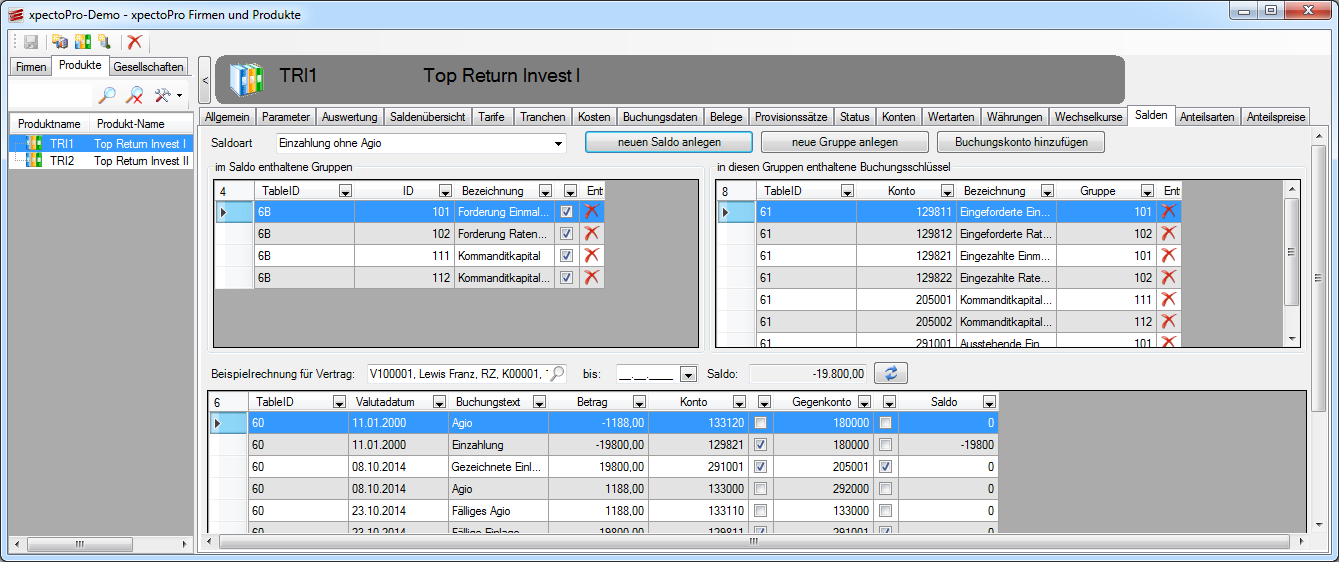 xpectoPro-Demo - xpectoPro Firmen und Produkte
Firmen Produkte Gesellschaften
< TRI1 Top Return Invest I
Produktname Produkt-Name
TRI1 Top Return Invest I
TRI2 Top Return Invest II
Allgemein Parameter Auswertung Saldenübersicht Tarife Tranchen Kosten Buchungsdaten Belege Provisionssätze Status Konten Wertarten Währungen Wechselkurse Salden Anteilsarten Anteilspreise
Saldoart Einzahlung ohne Agio neuen Saldo anlegen neue Gruppe anlegen Buchungskonto hinzufügen
im Saldo enthaltene Gruppen
4 TableID ID Bezeichnung Ent
6B 101 Forderung Einmal...
6B 102 Forderung Raten...
6B 111 Kommanditkapital
6B 112 Kommanditkapital...
in diesen Gruppen enthaltene Buchungsschlüssel
8 TableID Konto Bezeichnung Gruppe Ent
61 129811 Eingeforderte Ein... 101
61 129812 Eingeforderte Rat... 102
61 129821 Eingezahlte Einm... 101
61 129822 Eingezahlte Rate... 102
61 205001 Kommanditkapital... 111
61 205002 Kommanditkapital... 112
61 291001 Ausstehende Ein... 101
Beispielrechnung für Vertrag: V100001, Lewis Franz, RZ, K00001, bis: __.__.____ Saldo: -19.800,00
6 TableID Valutadatum Buchungstext Betrag Konto Gegenkonto Saldo
60 11.01.2000 Agio -1188,00 133120 180000 0
60 11.01.2000 Einzahlung -19800,00 129821 180000 -19800
60 08.10.2014 Gezeichnete Einl... 19800,00 291001 205001 0
60 08.10.2014 Agio 1188,00 133000 292000 0
60 23.10.2014 Fälliges Agio 1188,00 133110 133000 0
60 23.10.2014 Fällige Einlage 19800,00 129811 291001 0